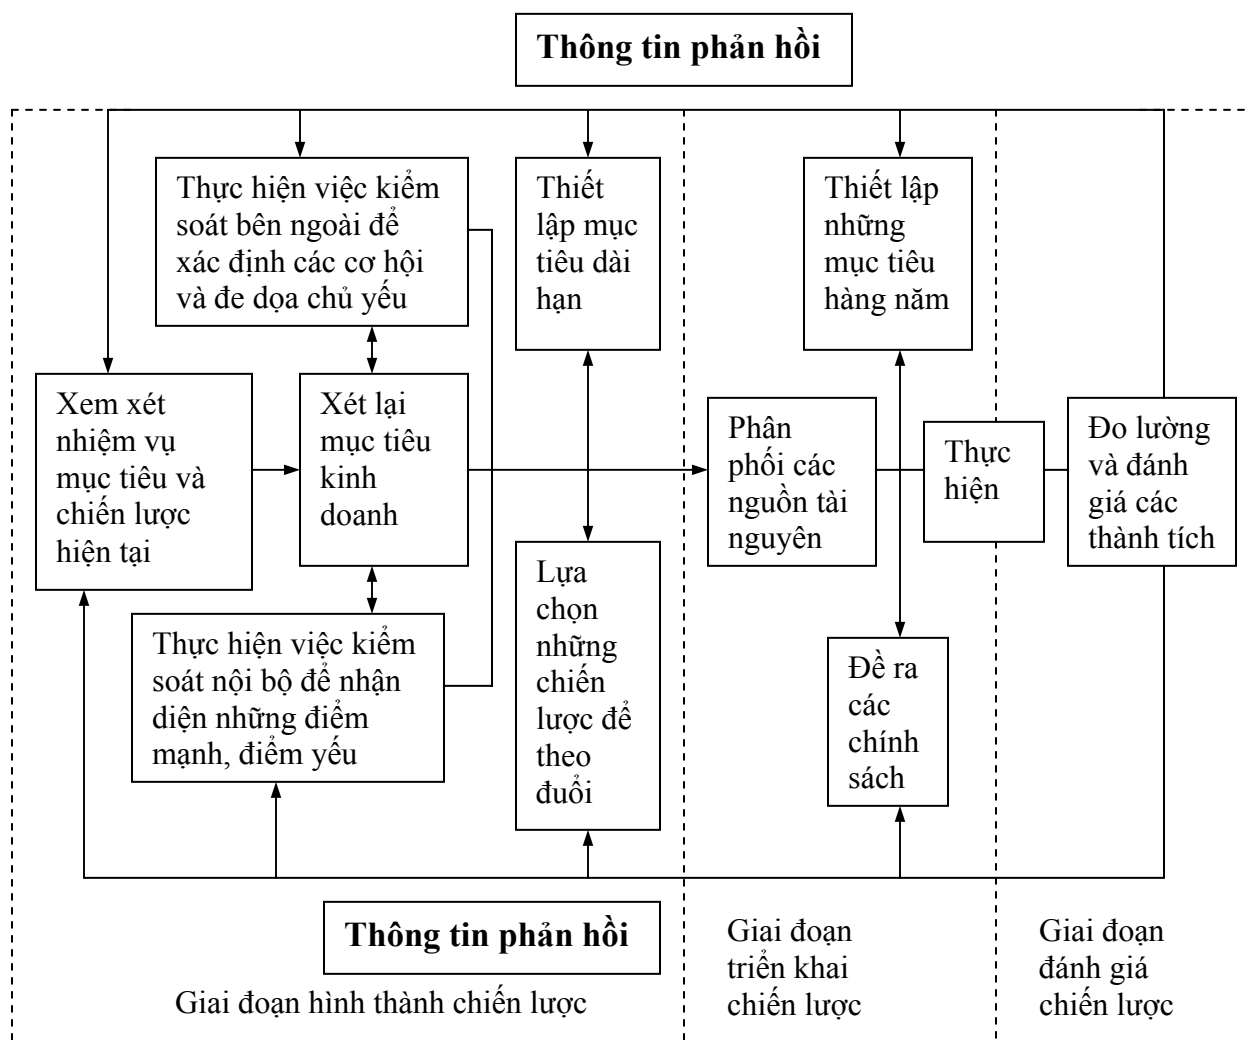 Thông tin phản hồi
Thực hiện việc kiểm
soát bên ngoài để
xác định các cơ hội
và đe dọa chủ yếu
Thiết
lập mục
tiêu dài
hạn
Thiết lập
những
mục tiêu
hàng năm
Xem xét
nhiệm vụ
mục tiêu và
chiến lược
hiện tại
Xét lại
mục tiêu
kinh
doanh
Phân
phối các
nguồn tài
nguyên
Thực
hiện
Đo lường
và đánh
giá các
thành tích
Thực hiện việc kiểm
soát nội bộ để nhận
diện những điểm
mạnh, điểm yếu
Lựa
chọn
những
chiến
lược để
theo
đuổi
Đề ra
các
chính
sách
Thông tin phản hồi
Giai đoạn hình thành chiến lược
Giai đoạn
triển khai
chiến lược
Giai đoạn
đánh giá
chiến lược